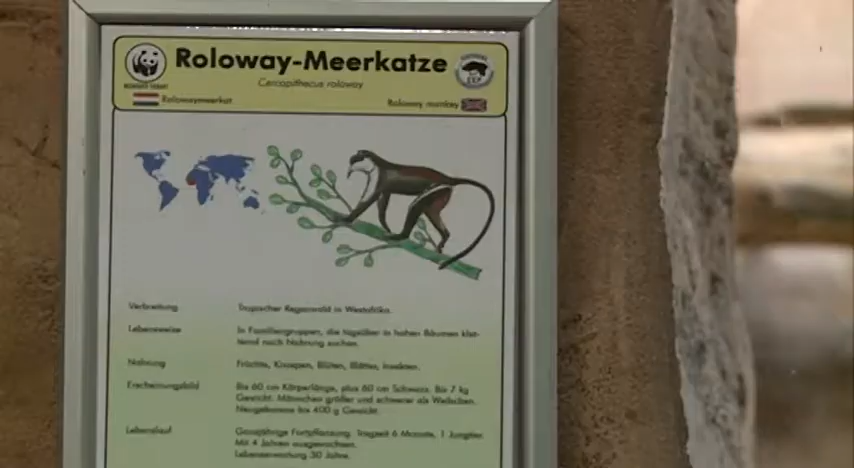 Roloway-Meerkatze
Cercopithecus roloway
EEP
Rolowaymeerkat
Roloway monkey
Verbreitung Tropischer Regenwald in Westafrika.
Lebensweise In Familiengruppen, die tagsüber in hohen Bäumen klet-
ternd nach Nahrung suchen.
Nahrung Früchte, Knospen, Blüten, Blätter, Insekten.
Erscheinungsbild Bis 60 cm Körperlänge, plus 80 cm Schwanz. Bis 7 kg
Gewicht. Männchen größer und schwerer als Weibchen.
Neugeborene bis 400 g Gewicht.
Lebenslauf Ganzjährige Fortpflanzung. Tragzeit 6 Monate, 1 Jungtier.
Mit 4 Jahren ausgewachsen.
Lebenserwartung 30 Jahre.